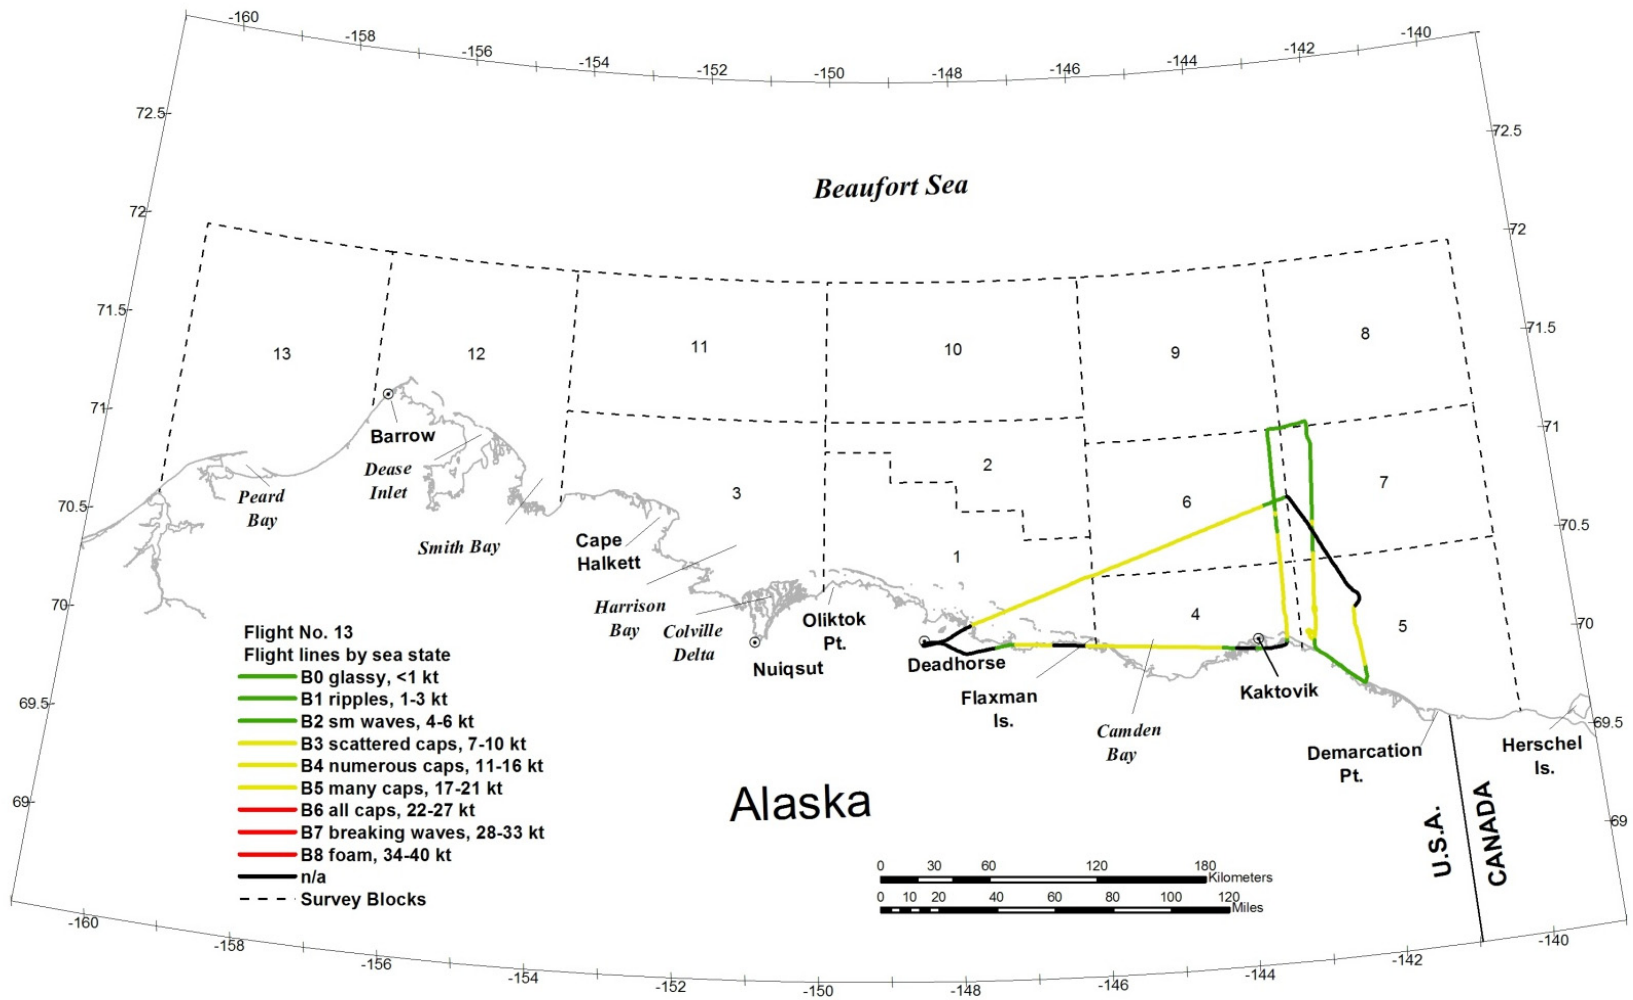 -160
-158
-156
-154
-152
-150
-148
-146
-144
-142
-140
72.5
72
71.5
71
70.5
70
69.5
69
72.5
72
71.5
71
70.5
70
69.5
69
Beaufort Sea
13
12
11
10
9
8
3
2
1
6
7
4
5
Barrow
Dease
Inlet
Peard
Bay
Smith Bay
Cape
Halkett
Harrison
Bay
Colville
Delta
Nuiqsut
Oliktok
Pt.
Deadhorse
Flaxman
Is.
Camden
Bay
Kaktovik
Demarcation
Pt.
Herschel
Is.
Alaska
U.S.A.
CANADA
Flight No. 13
Flight lines by sea state
B0 glassy, <1 kt
B1 ripples, 1-3 kt
B2 sm waves, 4-6 kt
B3 scattered caps, 7-10 kt
B4 numerous caps, 11-16 kt
B5 many caps, 17-21 kt
B6 all caps, 22-27 kt
B7 breaking waves, 28-33 kt
B8 foam, 34-40 kt
n/a
Survey Blocks
0 30 60 120 180
Kilometers
0 10 20 40 60 80 100 120
Miles
-160
-158
-156
-154
-152
-150
-148
-146
-144
-142
-140